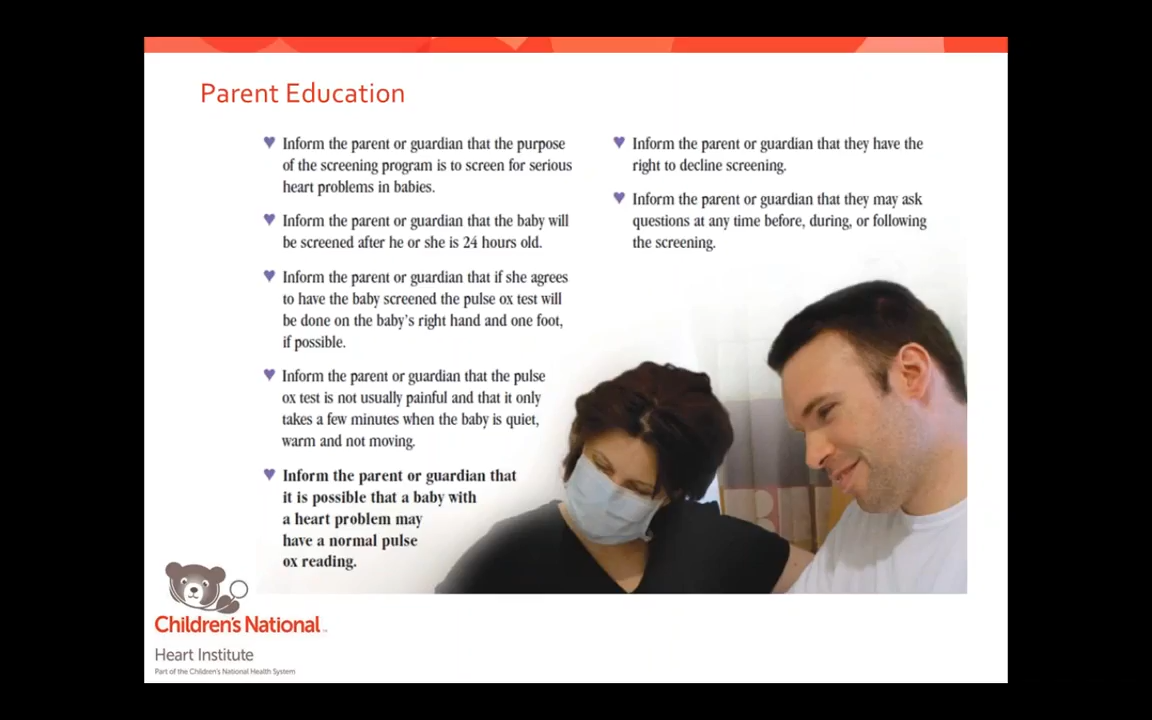 Parent Education
Inform the parent or guardian that the purpose
of the screening program is to screen for serious
heart problems in babies.
Inform the parent or guardian that the baby will
be screened after he or she is 24 hours old.
Inform the parent or guardian that if she agrees
to have the baby screened the pulse ox test will
be done on the baby's right hand and one foot,
if possible.
Inform the parent or guardian that the pulse
ox test is not usually painful and that it only
takes a few minutes when the baby is quiet,
warm and not moving.
Inform the parent or guardian that
it is possible that a baby with
a heart problem may
have a normal pulse
ox reading.
Inform the parent or guardian that they have the
right to decline screening.
Inform the parent or guardian that they may ask
questions at any time before, during, or following
the screening.
Children's National™
Heart Institute
Part of the Children's National Health System